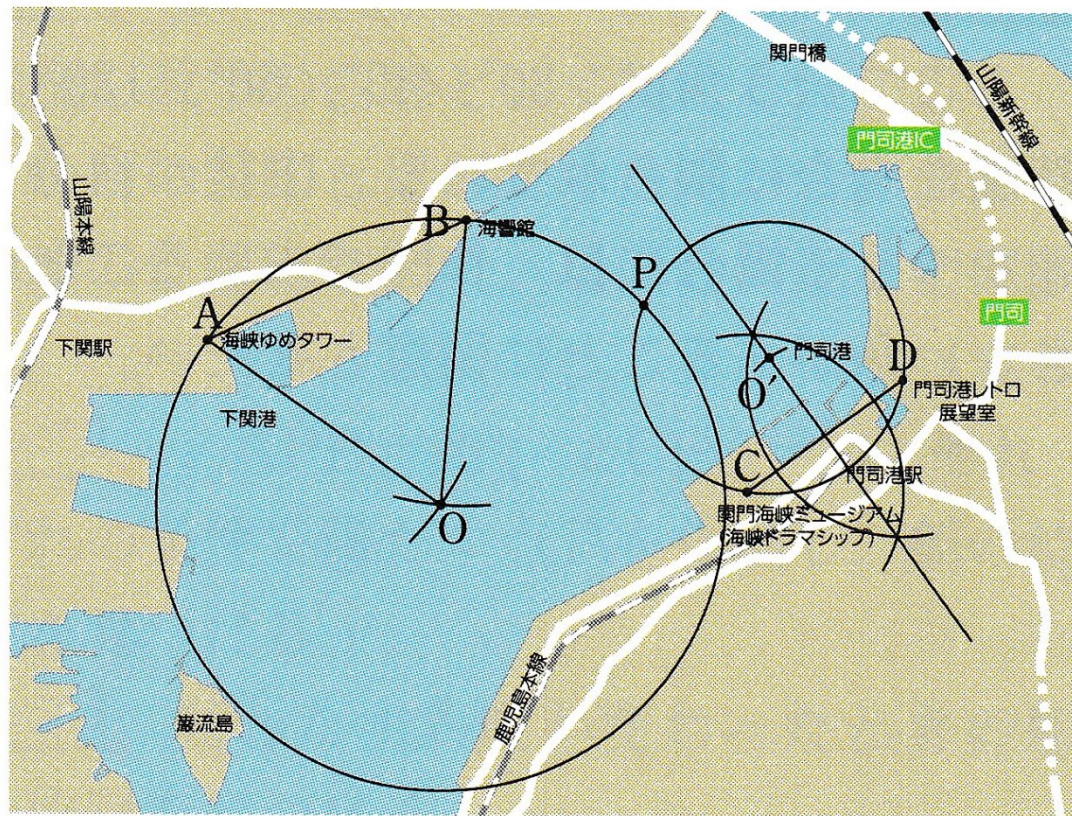 関門橋
山陽新幹線
門司港IC
山陽本線
B
海響館
P
門司
A
海峡ゆめタワー
下関駅
門司港
D
O′
門司港レトロ
展望室
下関港
C
門司港駅
O
関門海峡ミュージアム
(海峡ドラマシップ)
鹿児島本線
巌流島